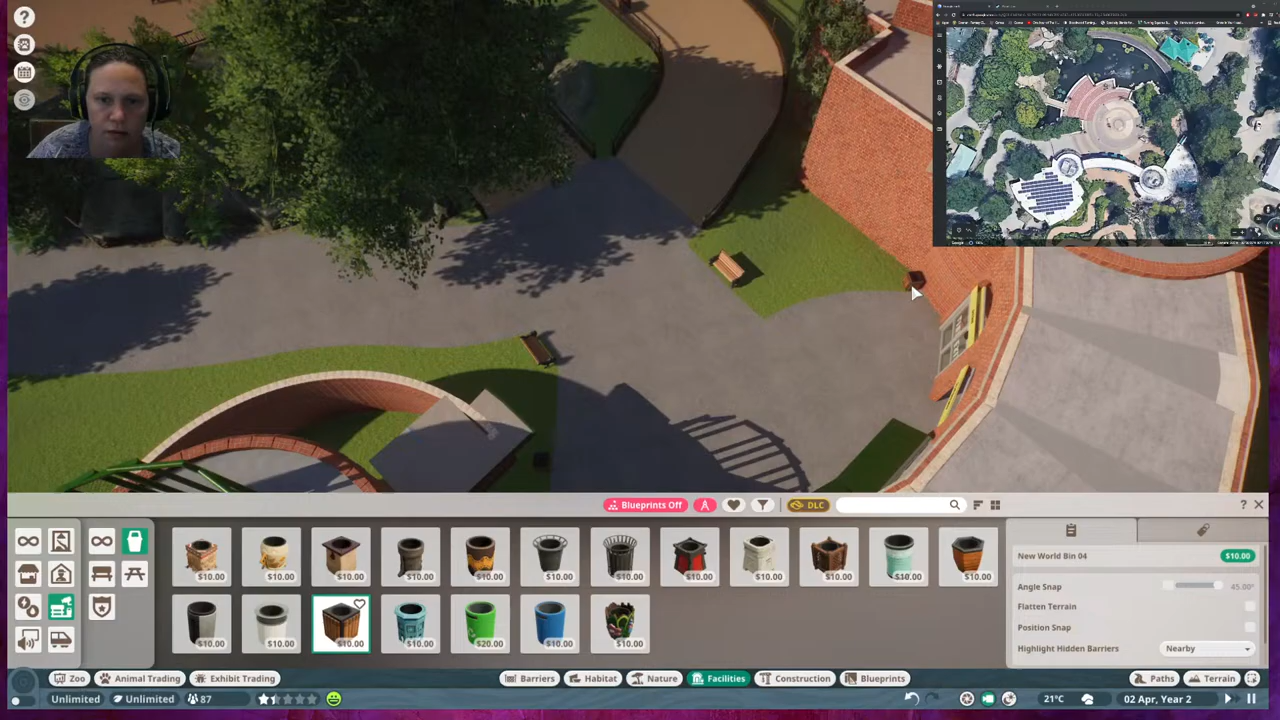 Blueprints Off
DLC
$10.00 $10.00 $10.00 $10.00 $10.00 $10.00 $10.00 $10.00 $10.00 $10.00 $10.00 $10.00
$10.00 $10.00 $10.00 $10.00 $20.00 $10.00 $10.00
New World Bin 04 $10.00
Angle Snap 45.00°
Flatten Terrain
Position Snap
Highlight Hidden Barriers Nearby
Zoo Animal Trading Exhibit Trading Barriers Habitat Nature Facilities Construction Blueprints Paths Terrain
Unlimited Unlimited 87 21°C 02 Apr, Year 2